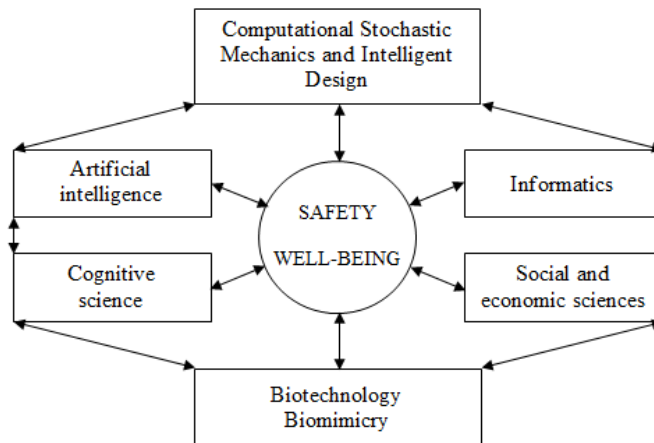 Computational Stochastic
Mechanics and Intelligent
Design
Artificial
intelligence
Informatics
SAFETY
WELL-BEING
Cognitive
science
Social and
economic sciences
Biotechnology
Biomimicry